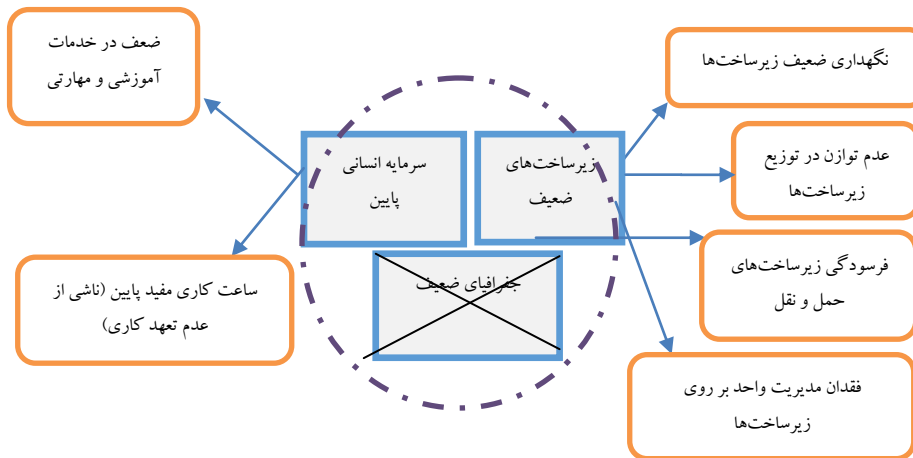 نگهداری ضعیف زیرساخت‌ها
عدم توازن در توزیع
زیرساخت‌ها
فرسودگی زیرساخت‌های
حمل و نقل
فقدان مدیریت واحد بر روی
زیرساخت‌ها
زیرساخت‌های
ضعیف
سرمایه انسانی
پایین
جغرافیای ضعیف
ضعف در خدمات
آموزشی و مهارتی
ساعت کاری مفید پایین (ناشی از
عدم تعهد کاری)